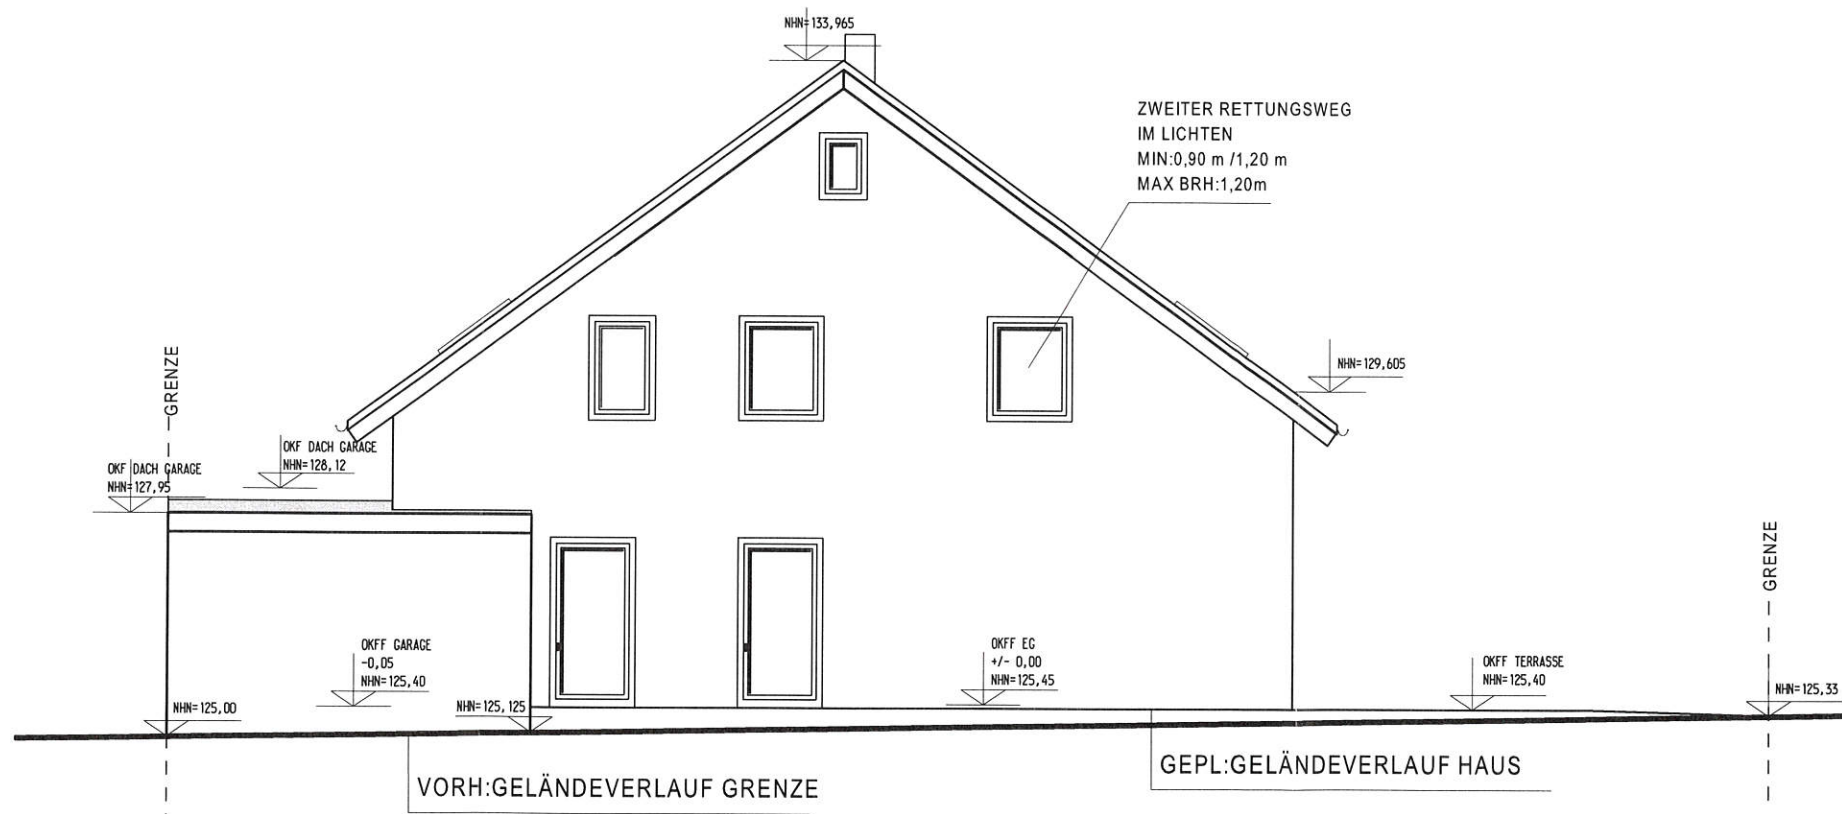 NHN=133,965
ZWEITER RETTUNGSWEG
IM LICHTEN
MIN:0,90 m /1,20 m
MAX BRH:1,20m
GRENZE
NHN=129,605
OKF DACH GARAGE
NHN=128,12
OKF DACH GARAGE
NHN=127,95
GRENZE
OKFF GARAGE
-0,05
NHN=125,40
OKFF EG
+/- 0,00
NHN=125,45
OKFF TERRASSE
NHN=125,40
NHN=125,33
NHN=125,00
NHN=125,125
GEPL:GELÄNDEVERLAUF HAUS
VORH:GELÄNDEVERLAUF GRENZE